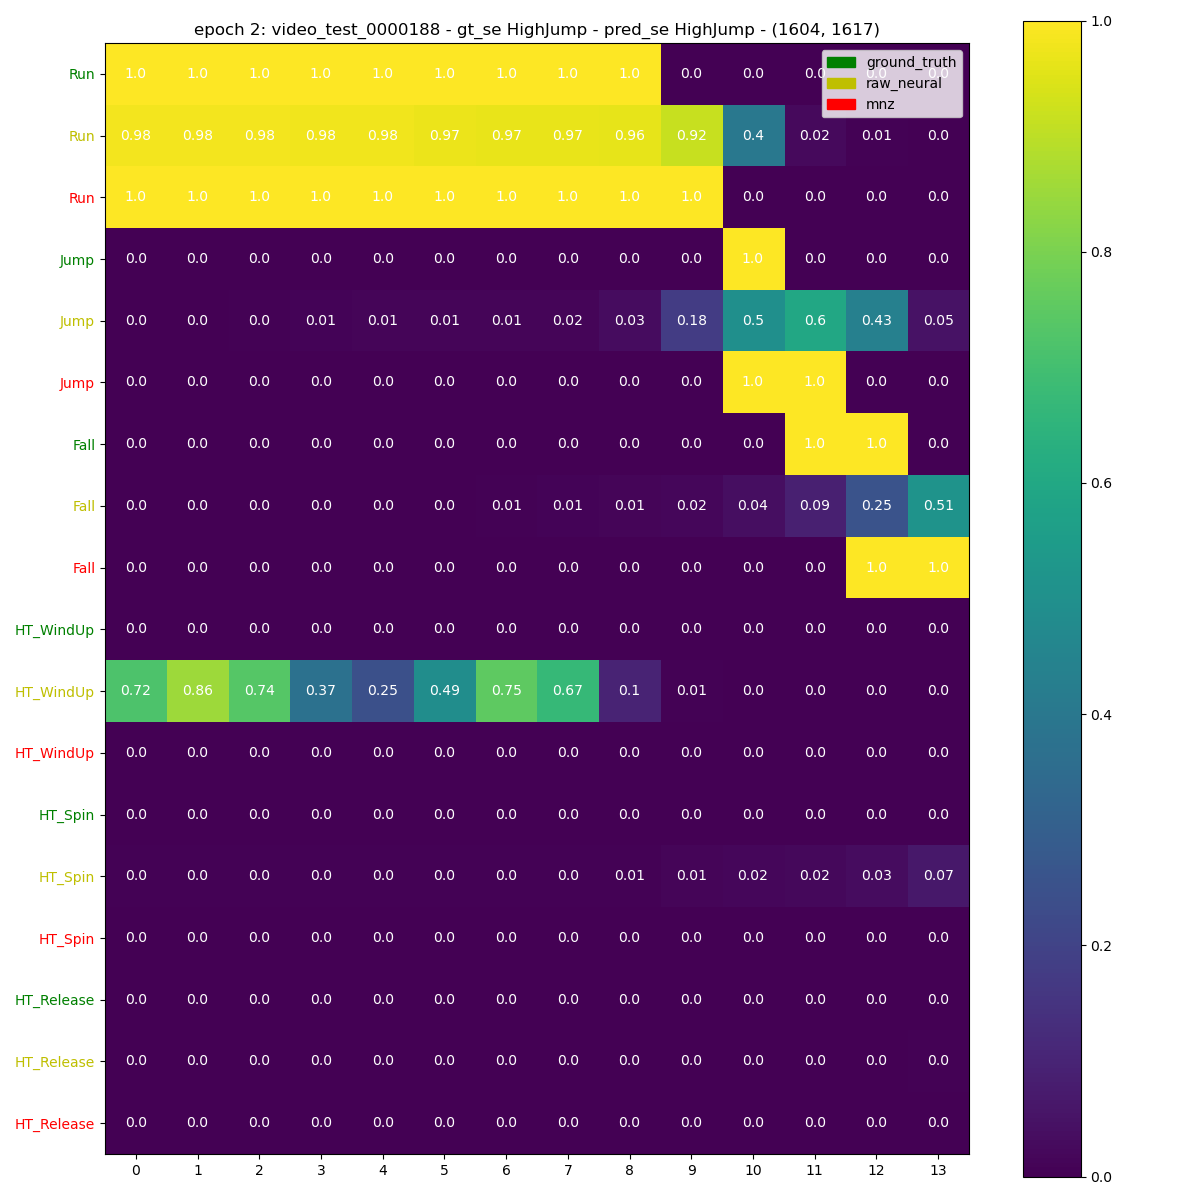 epoch 2: video_test_0000188 - gt_se HighJump - pred_se HighJump - (1604, 1617)
ground_truth
raw_neural
mnz
Run 1.0 1.0 1.0 1.0 1.0 1.0 1.0 1.0 1.0 0.0 0.0 0.0 0.0 0.0
Run 0.98 0.98 0.98 0.98 0.98 0.97 0.97 0.97 0.96 0.92 0.4 0.02 0.01 0.0
Run 1.0 1.0 1.0 1.0 1.0 1.0 1.0 1.0 1.0 1.0 0.0 0.0 0.0 0.0
Jump 0.0 0.0 0.0 0.0 0.0 0.0 0.0 0.0 0.0 0.0 1.0 0.0 0.0 0.0
Jump 0.0 0.0 0.0 0.01 0.01 0.01 0.01 0.02 0.03 0.18 0.5 0.6 0.43 0.05
Jump 0.0 0.0 0.0 0.0 0.0 0.0 0.0 0.0 0.0 0.0 1.0 1.0 0.0 0.0
Fall 0.0 0.0 0.0 0.0 0.0 0.0 0.0 0.0 0.0 0.0 0.0 1.0 1.0 0.0
Fall 0.0 0.0 0.0 0.0 0.0 0.0 0.01 0.01 0.01 0.02 0.04 0.09 0.25 0.51
Fall 0.0 0.0 0.0 0.0 0.0 0.0 0.0 0.0 0.0 0.0 0.0 0.0 1.0 1.0
HT_WindUp 0.0 0.0 0.0 0.0 0.0 0.0 0.0 0.0 0.0 0.0 0.0 0.0 0.0 0.0
HT_WindUp 0.72 0.86 0.74 0.37 0.25 0.49 0.75 0.67 0.1 0.01 0.0 0.0 0.0 0.0
HT_WindUp 0.0 0.0 0.0 0.0 0.0 0.0 0.0 0.0 0.0 0.0 0.0 0.0 0.0 0.0
HT_Spin 0.0 0.0 0.0 0.0 0.0 0.0 0.0 0.0 0.0 0.0 0.0 0.0 0.0 0.0
HT_Spin 0.0 0.0 0.0 0.0 0.0 0.0 0.0 0.0 0.01 0.01 0.02 0.02 0.03 0.07
HT_Spin 0.0 0.0 0.0 0.0 0.0 0.0 0.0 0.0 0.0 0.0 0.0 0.0 0.0 0.0
HT_Release 0.0 0.0 0.0 0.0 0.0 0.0 0.0 0.0 0.0 0.0 0.0 0.0 0.0 0.0
HT_Release 0.0 0.0 0.0 0.0 0.0 0.0 0.0 0.0 0.0 0.0 0.0 0.0 0.0 0.0
HT_Release 0.0 0.0 0.0 0.0 0.0 0.0 0.0 0.0 0.0 0.0 0.0 0.0 0.0 0.0
0 1 2 3 4 5 6 7 8 9 10 11 12 13
1.0
0.8
0.6
0.4
0.2
0.0